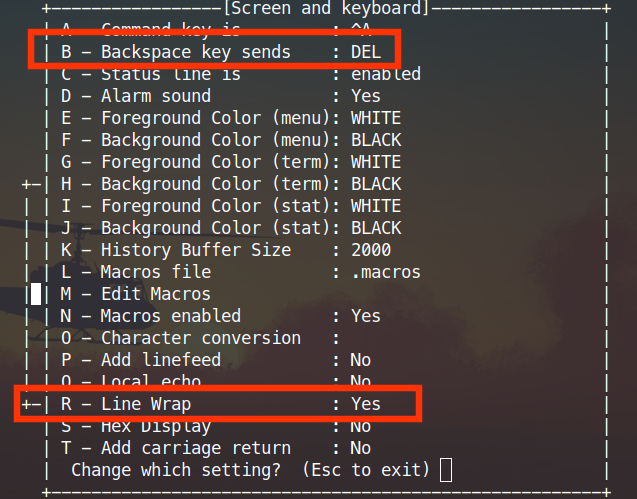 [Screen and keyboard]
A - Command key is : ^A
B - Backspace key sends : DEL
C - Status line is : enabled
D - Alarm sound : Yes
E - Foreground Color (menu): WHITE
F - Background Color (menu): BLACK
G - Foreground Color (term): WHITE
H - Background Color (term): BLACK
I - Foreground Color (stat): WHITE
J - Background Color (stat): BLACK
K - History Buffer Size : 2000
L - Macros file : .macros
M - Edit Macros
N - Macros enabled : Yes
O - Character conversion :
P - Add linefeed : No
Q - Local echo : No
R - Line Wrap : Yes
S - Hex Display : No
T - Add carriage return : No
Change which setting? (Esc to exit)